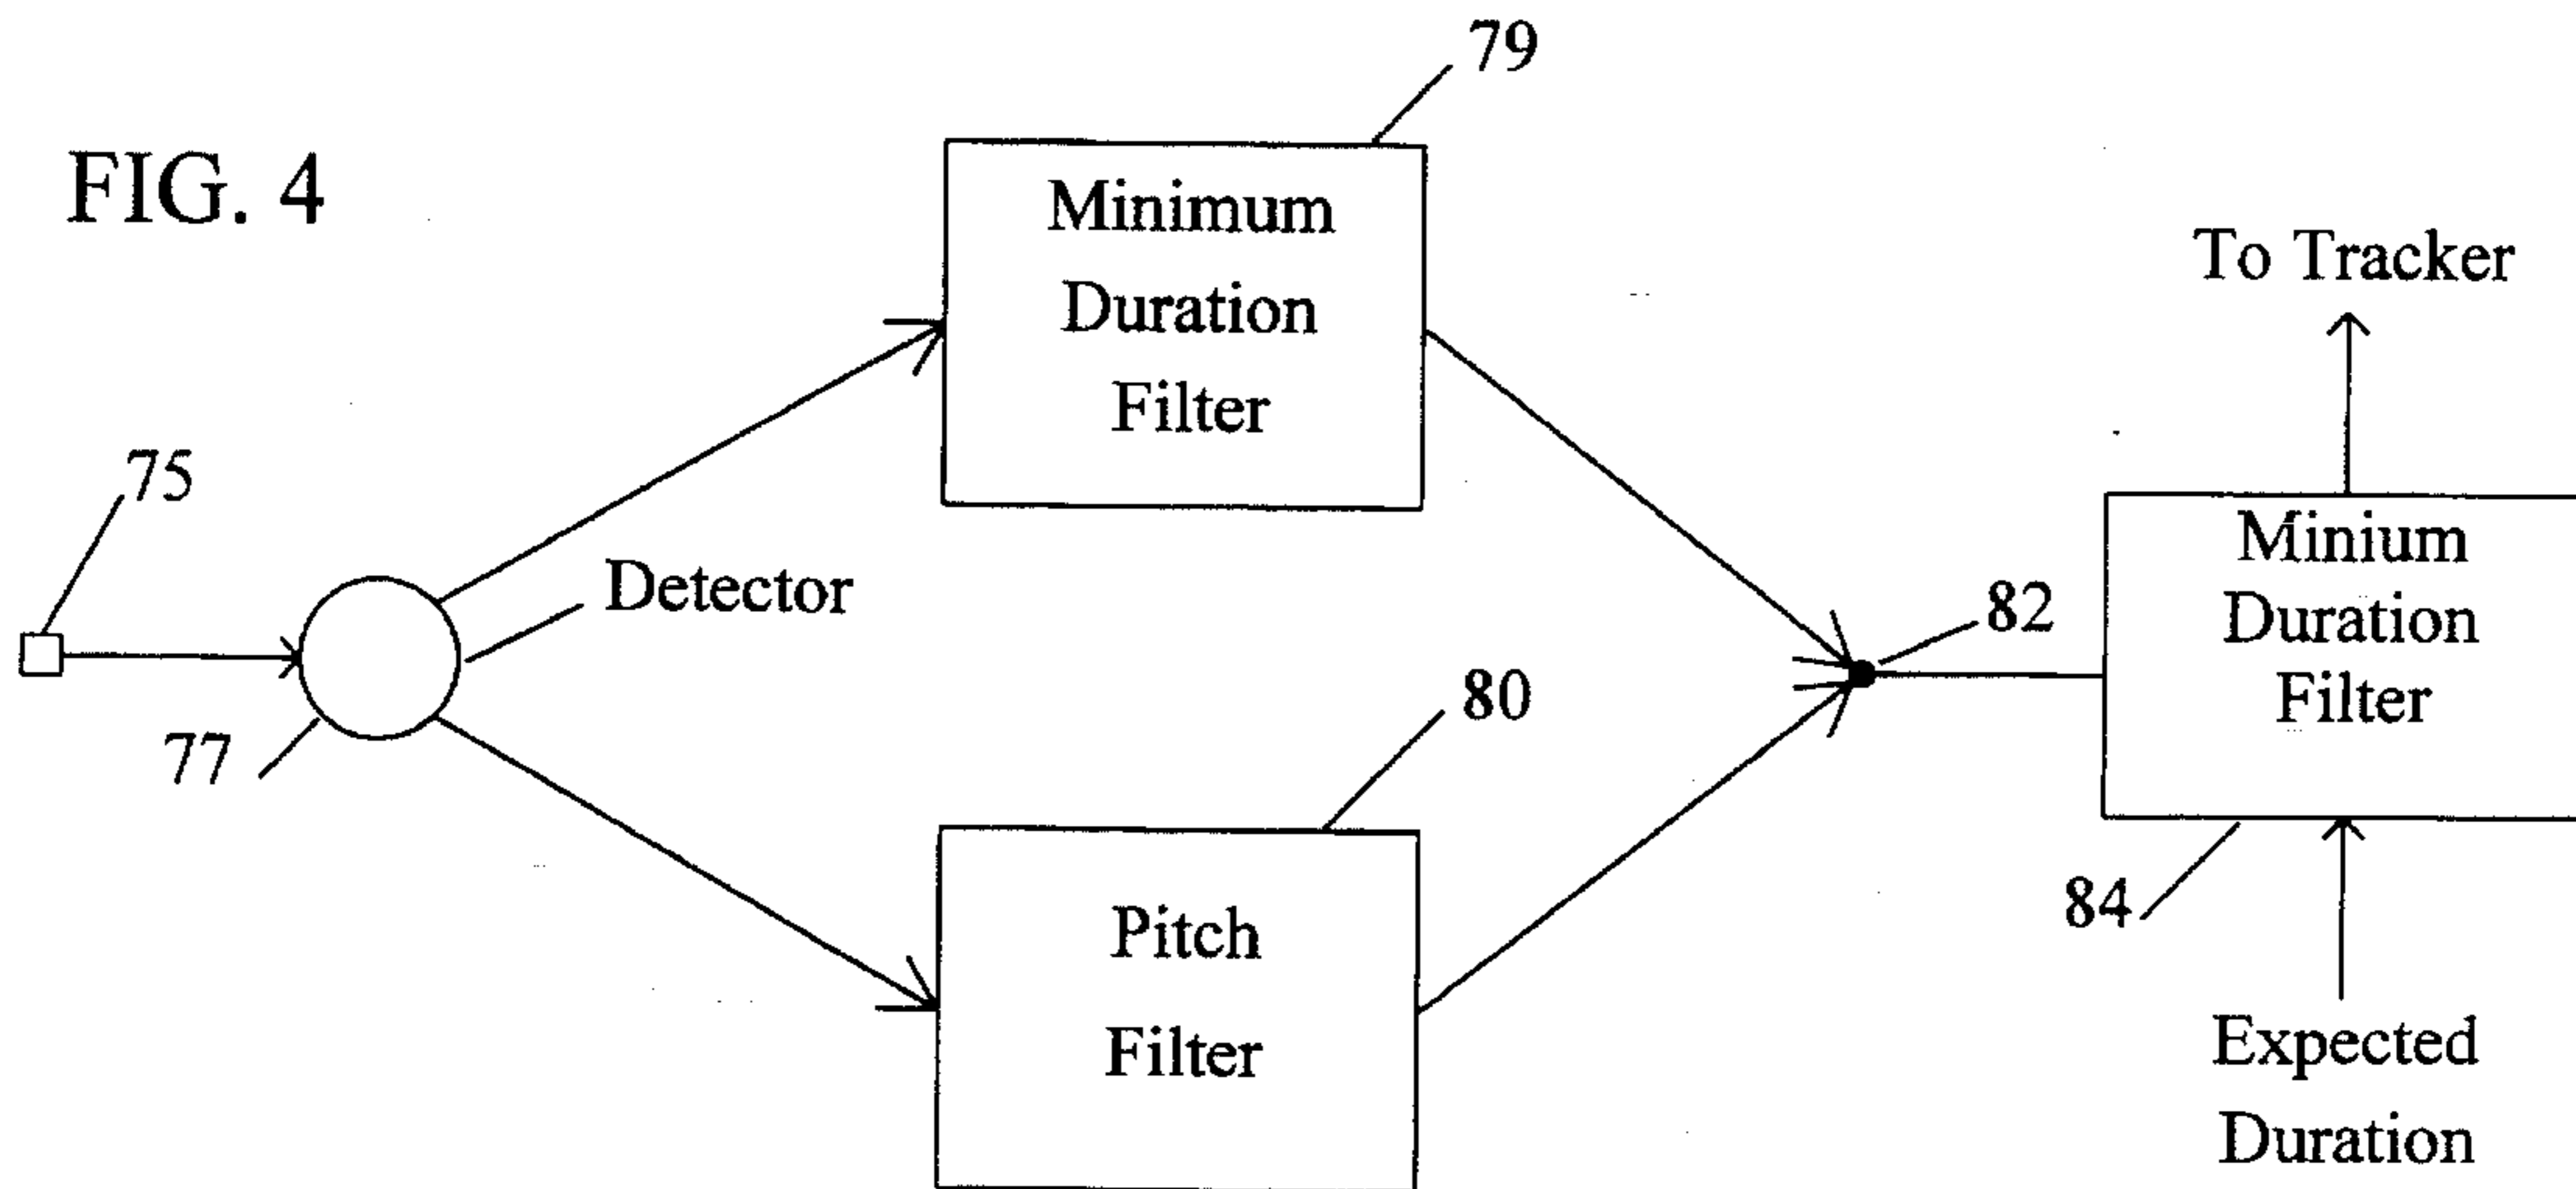 FIG. 4
79
Minimum
Duration
Filter
To Tracker
75
Detector
77
82
Minium
Duration
Filter
80
Pitch
Filter
84
Expected
Duration